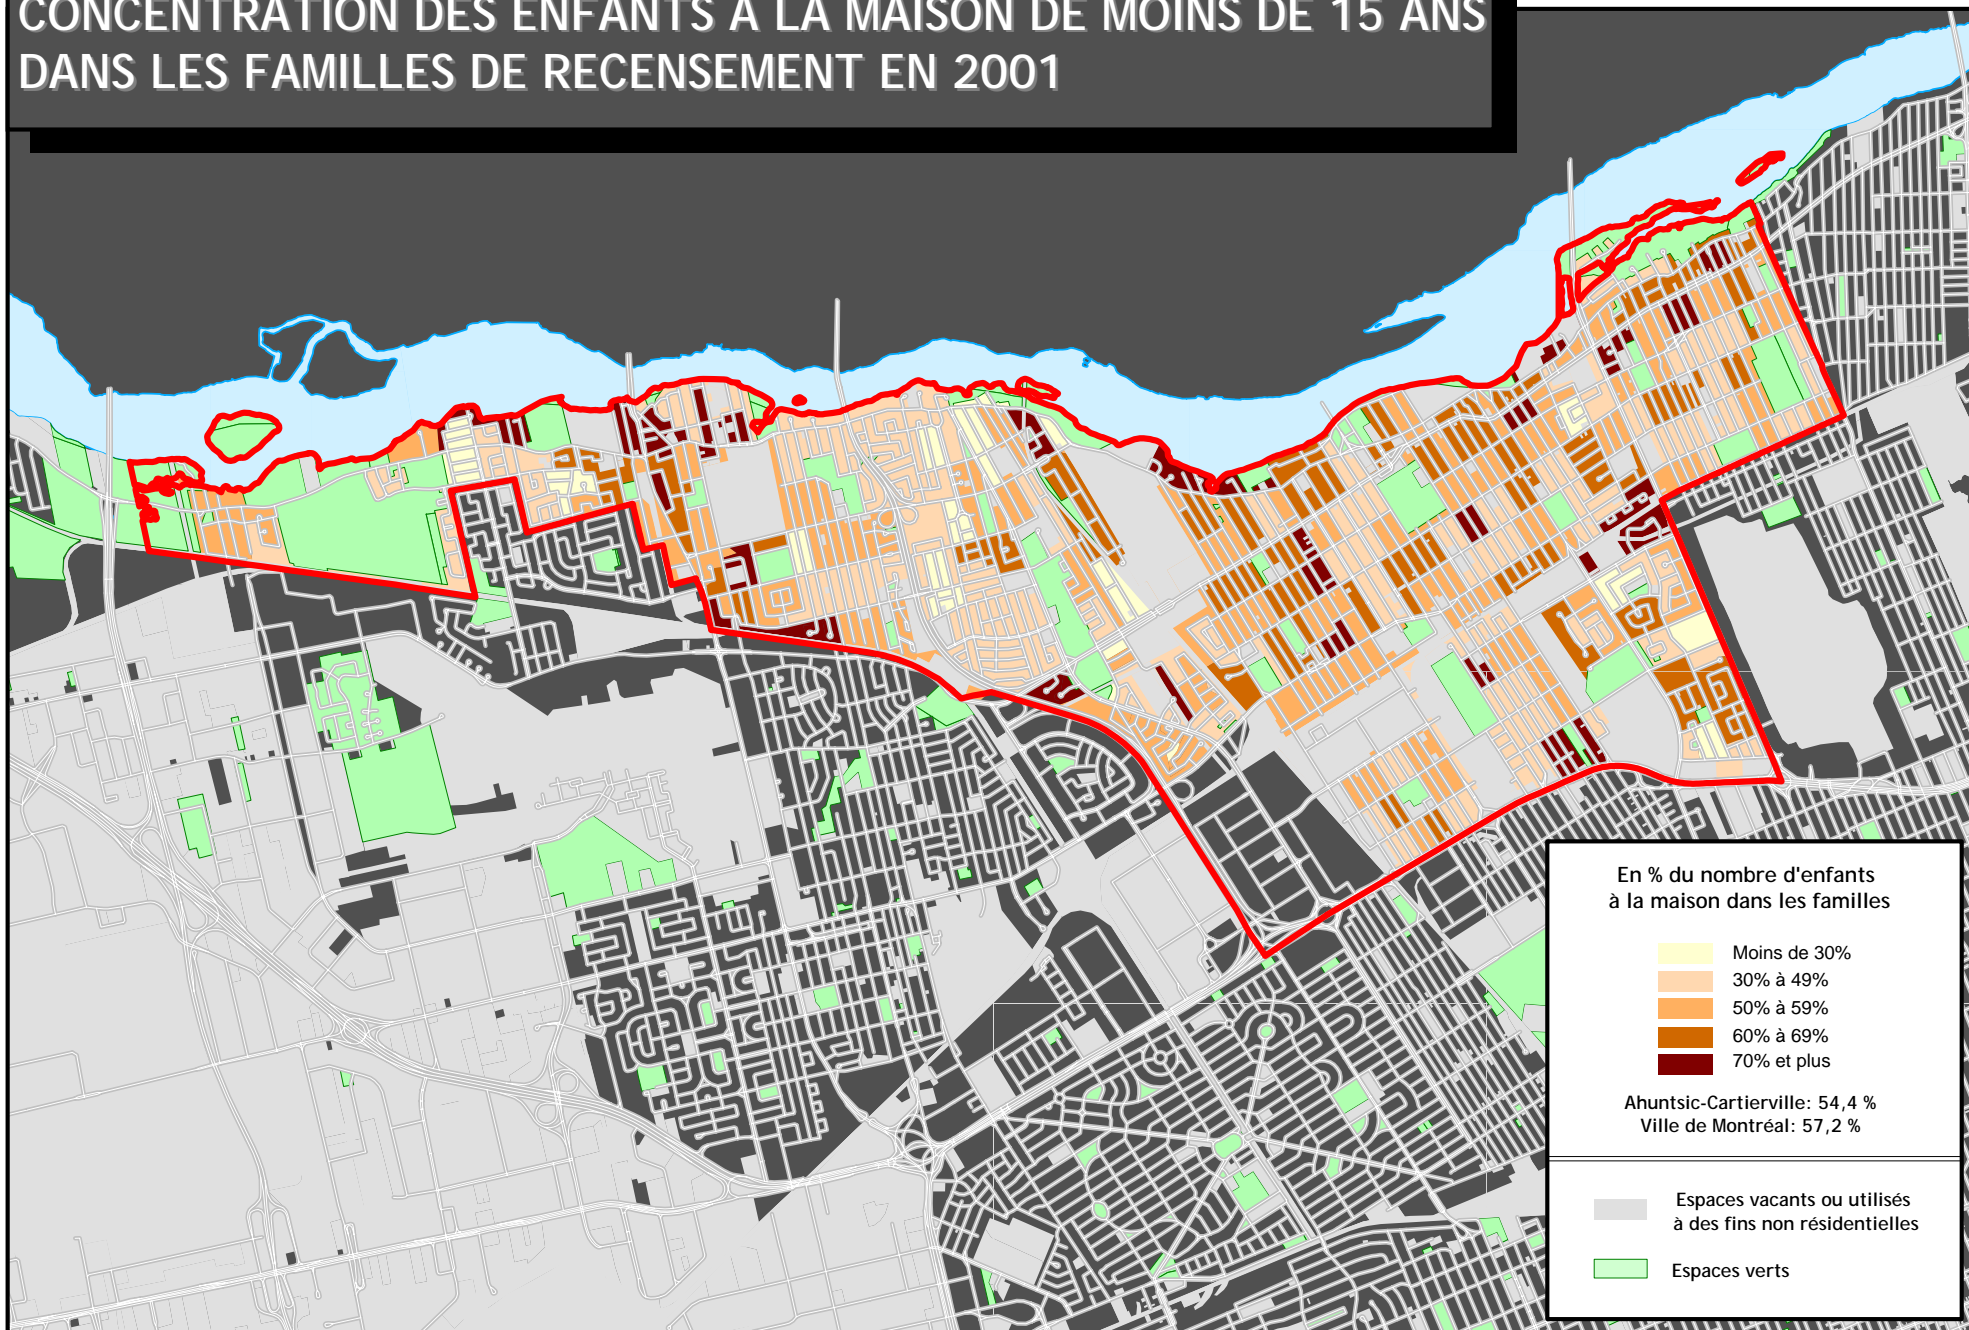 CONCENTRATION DES ENFANTS À LA MAISON DE MOINS DE 15 ANS
DANS LES FAMILLES DE RECENSEMENT EN 2001
En % du nombre d'enfants
à la maison dans les familles
Moins de 30%
30% à 49%
50% à 59%
60% à 69%
70% et plus
Ahuntsic-Cartierville: 54,4 %
Ville de Montréal: 57,2 %
Espaces vacants ou utilisés
à des fins non résidentielles
Espaces verts